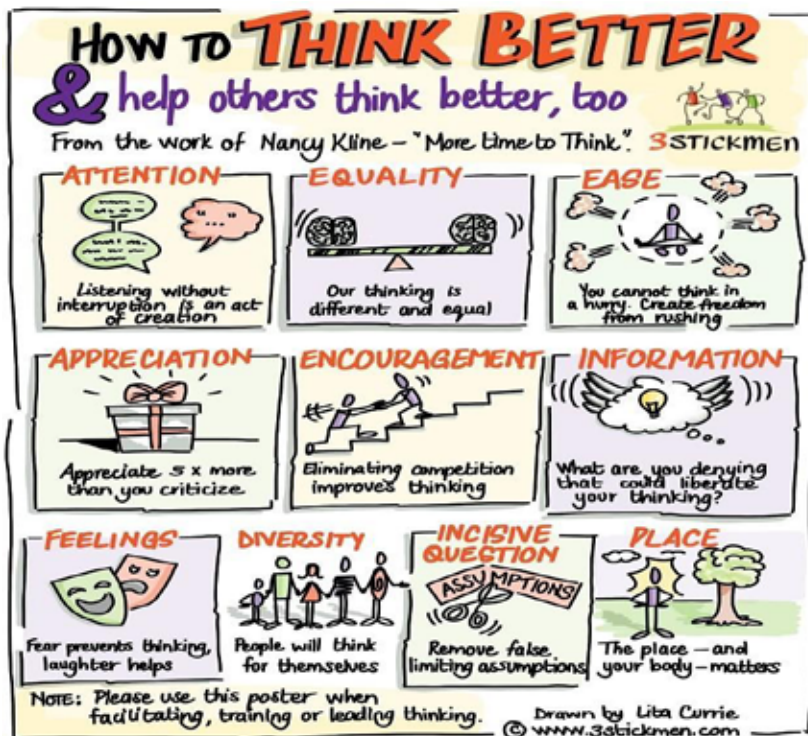 HOW TO THINK BETTER
& help others think better, too
From the work of Nancy Kline – "More time to Think". 3STICKMEN
ATTENTION
Listening without
interruption is an act
of creation
EQUALITY
Our thinking is
different and equal
EASE
You cannot think in
a hurry. Create freedom
from rushing
APPRECIATION
Appreciate 5 x more
than you criticize
ENCOURAGEMENT
Eliminating competition
improves thinking
INFORMATION
What are you denying
that could liberate
your thinking?
FEELINGS
Fear prevents thinking,
laughter helps
DIVERSITY
People will think
for themselves
INCISIVE
QUESTION
ASSUMPTIONS
Remove false
limiting assumptions
PLACE
The place – and
your body – matters
NOTE: Please use this poster when
facilitating, training or leading thinking.
Drawn by Lita Currie
© www.3stickmen.com